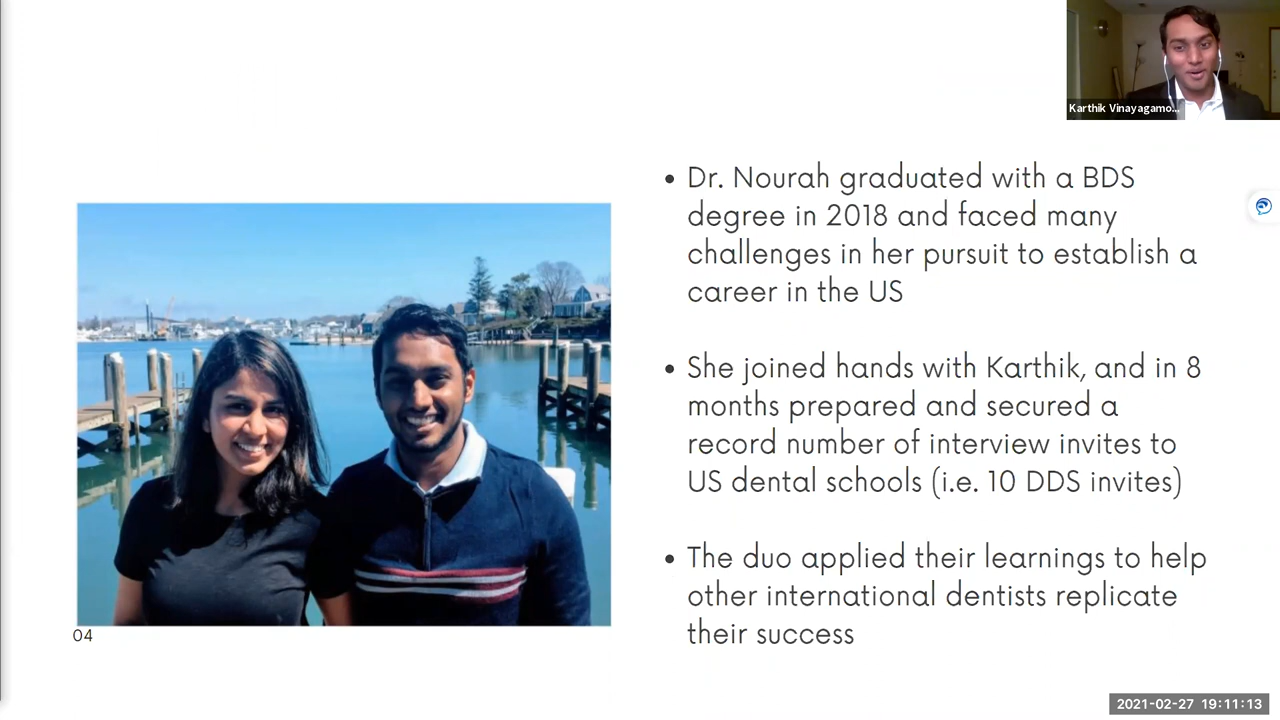 Karthik Vinayagamo...
• Dr. Nourah graduated with a BDS
degree in 2018 and faced many
challenges in her pursuit to establish a
career in the US
• She joined hands with Karthik, and in 8
months prepared and secured a
record number of interview invites to
US dental schools (i.e. 10 DDS invites)
• The duo applied their learnings to help
other international dentists replicate
their success
04
2021-02-27 19:11:13